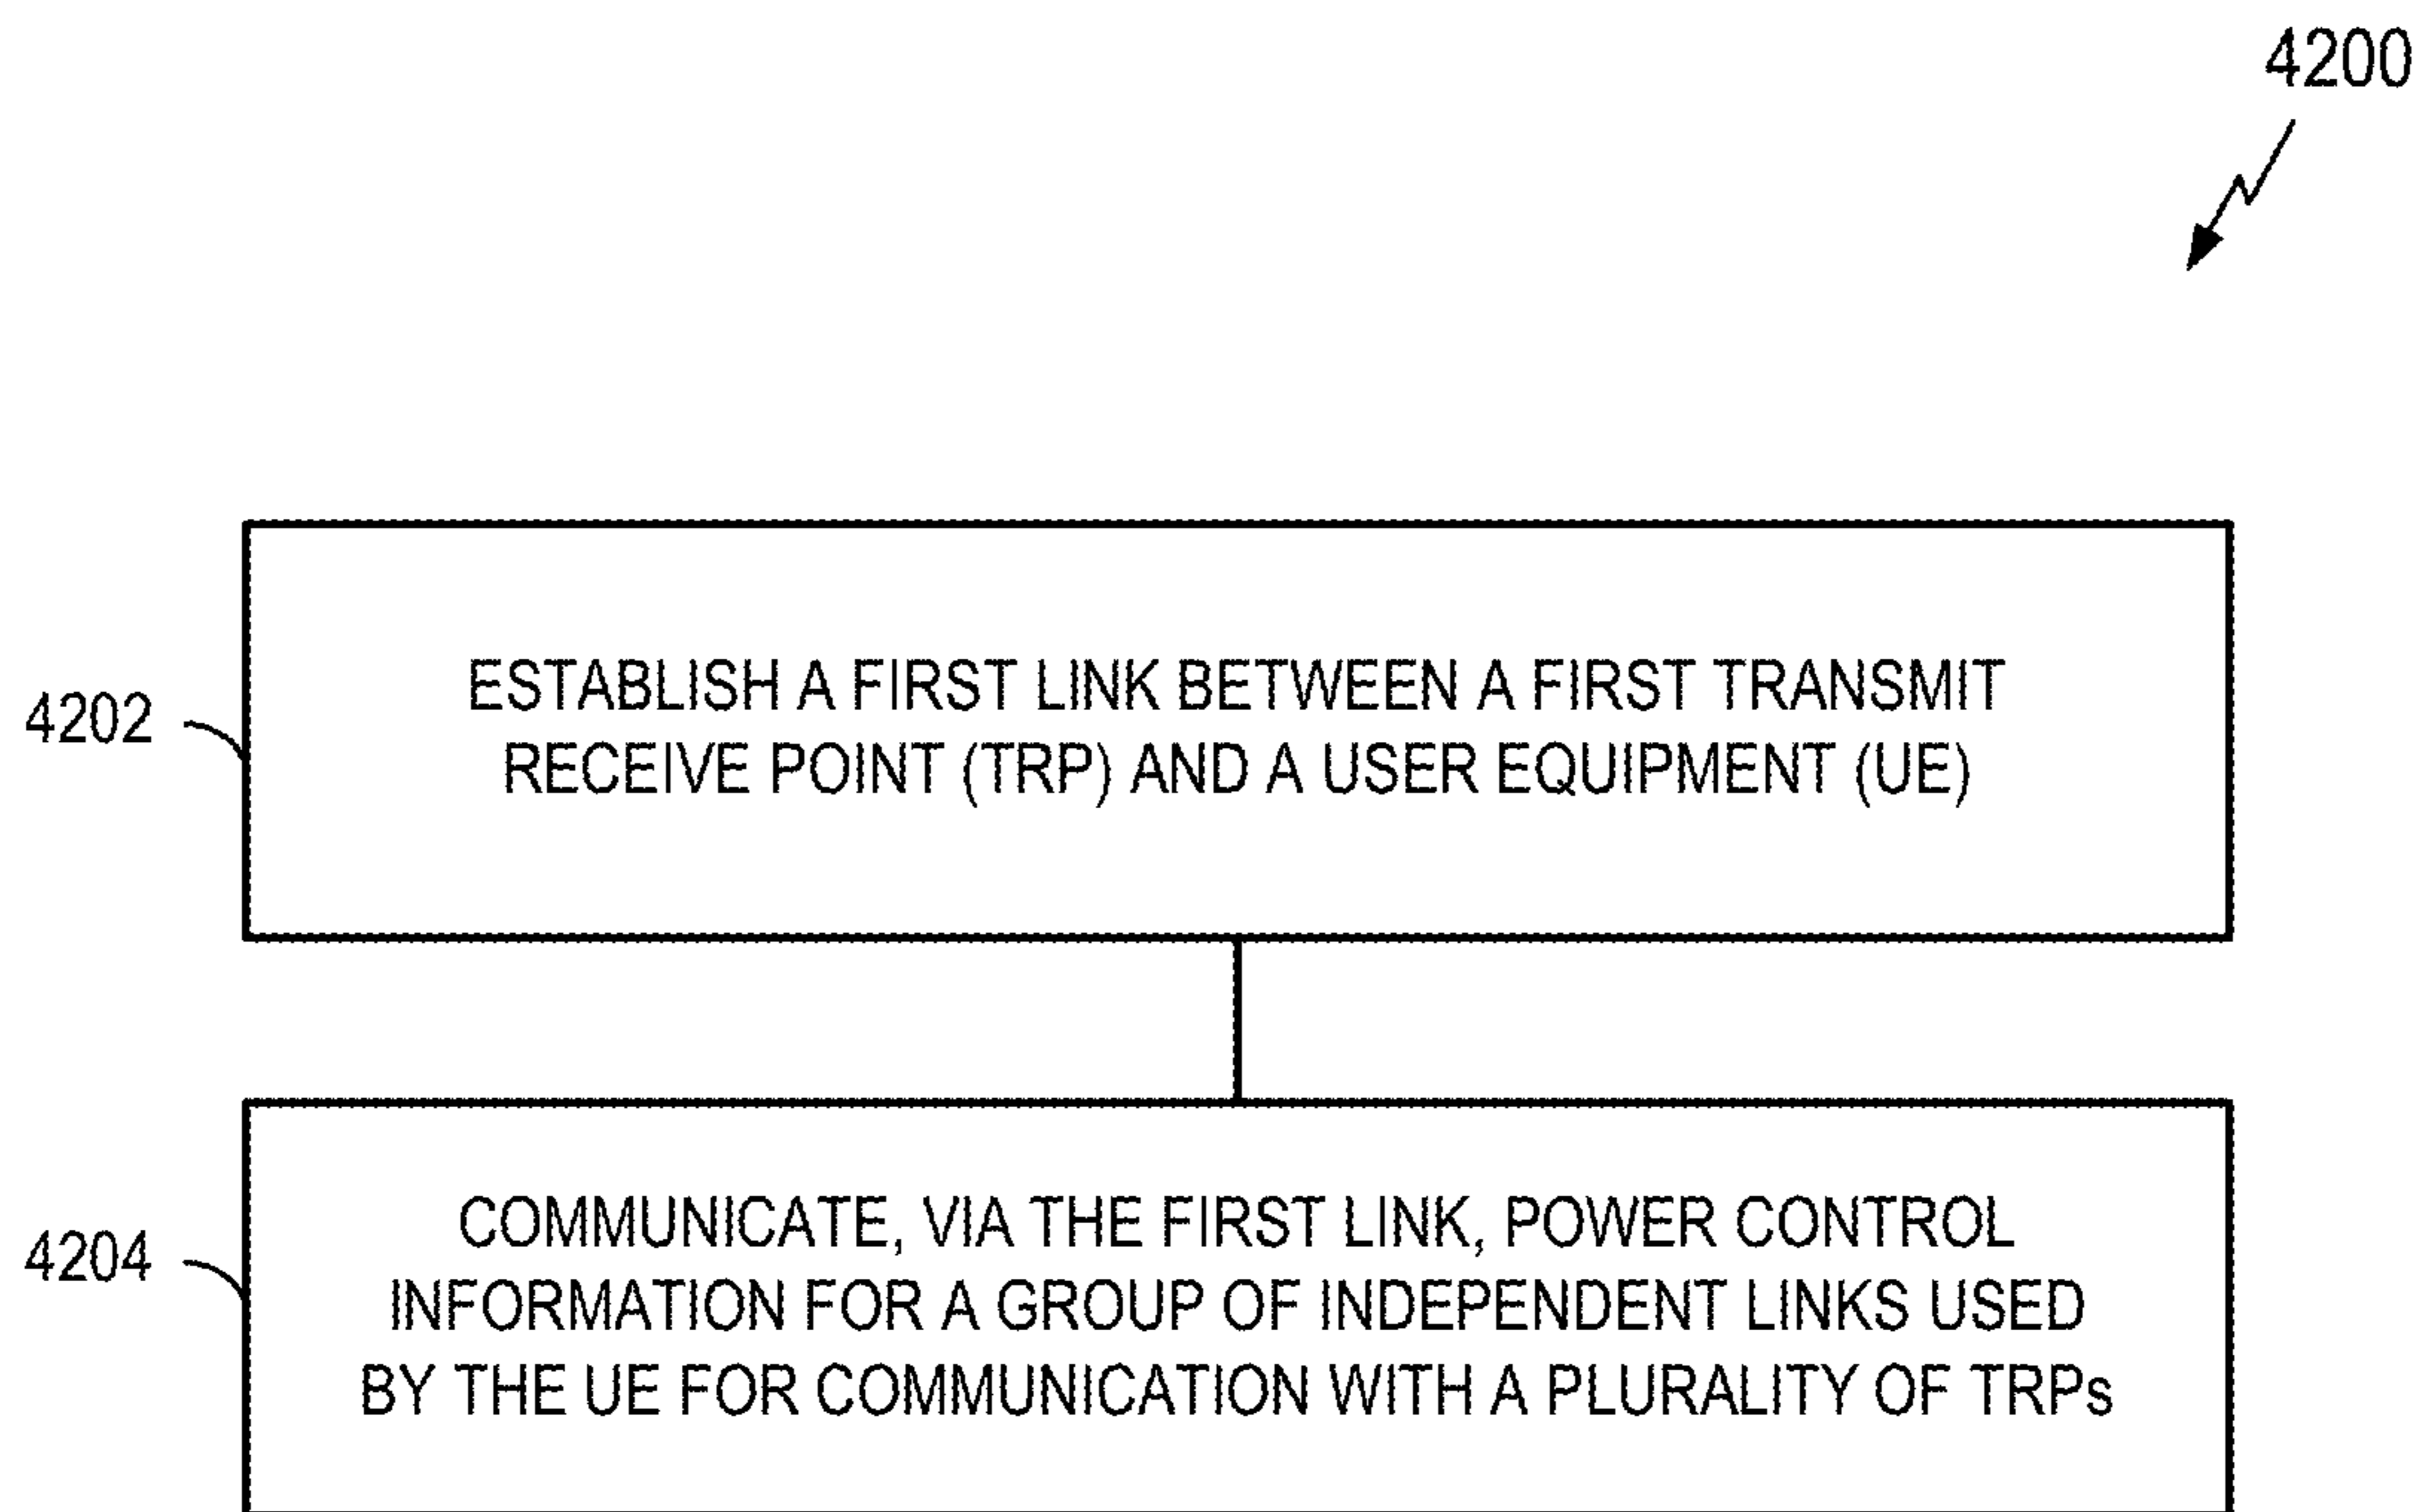 4200
4202
ESTABLISH A FIRST LINK BETWEEN A FIRST TRANSMIT
RECEIVE POINT (TRP) AND A USER EQUIPMENT (UE)
4204
COMMUNICATE, VIA THE FIRST LINK, POWER CONTROL
INFORMATION FOR A GROUP OF INDEPENDENT LINKS USED
BY THE UE FOR COMMUNICATION WITH A PLURALITY OF TRPs